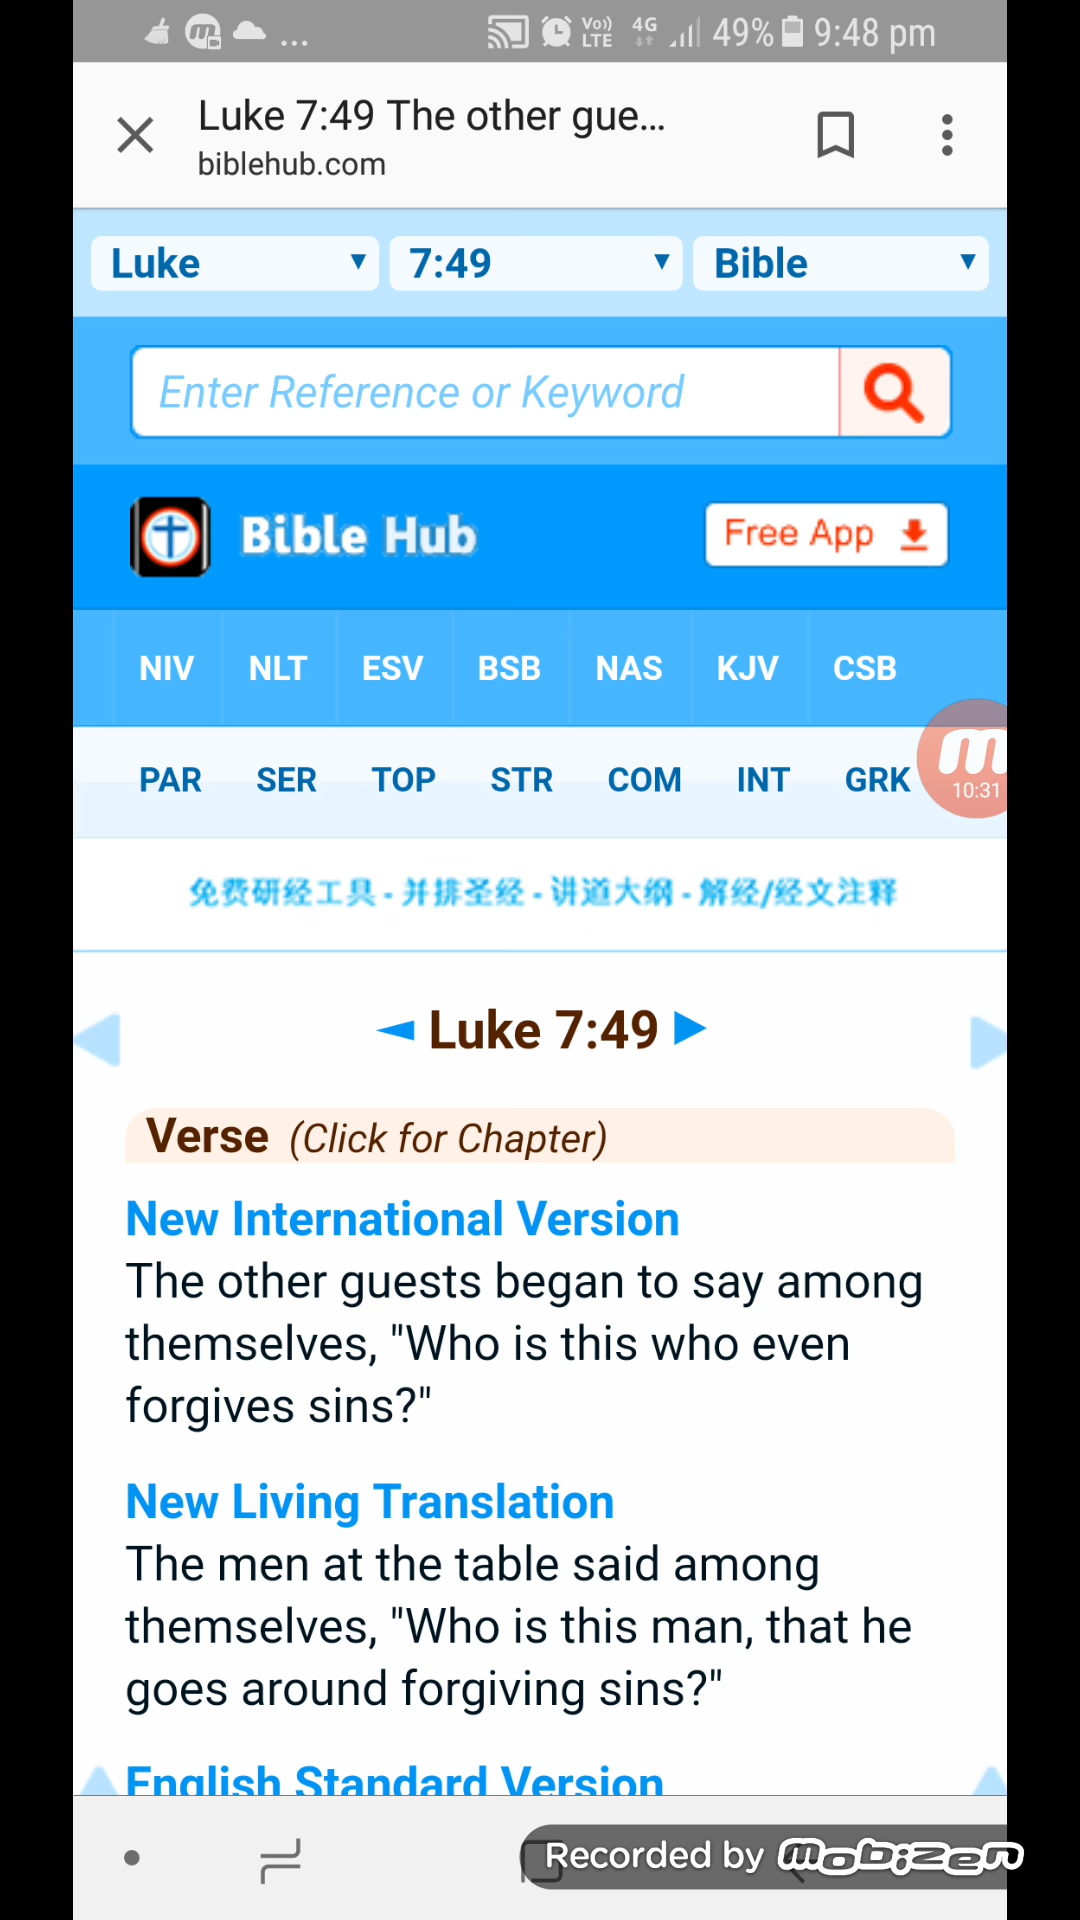 Vo)) LTE 4G 49% 9:48 pm
Luke 7:49 The other gue...
biblehub.com
Luke 7:49 Bible
Enter Reference or Keyword
Bible Hub Free App
NIV NLT ESV BSB NAS KJV CSB
PAR SER TOP STR COM INT GRK
10:31
免费研经工具 - 并排圣经 - 讲道大纲 - 解经/经文注释
Luke 7:49
Verse (Click for Chapter)
New International Version
The other guests began to say among
themselves, "Who is this who even
forgives sins?"
New Living Translation
The men at the table said among
themselves, "Who is this man, that he
goes around forgiving sins?"
English Standard Version
Recorded by mobizen